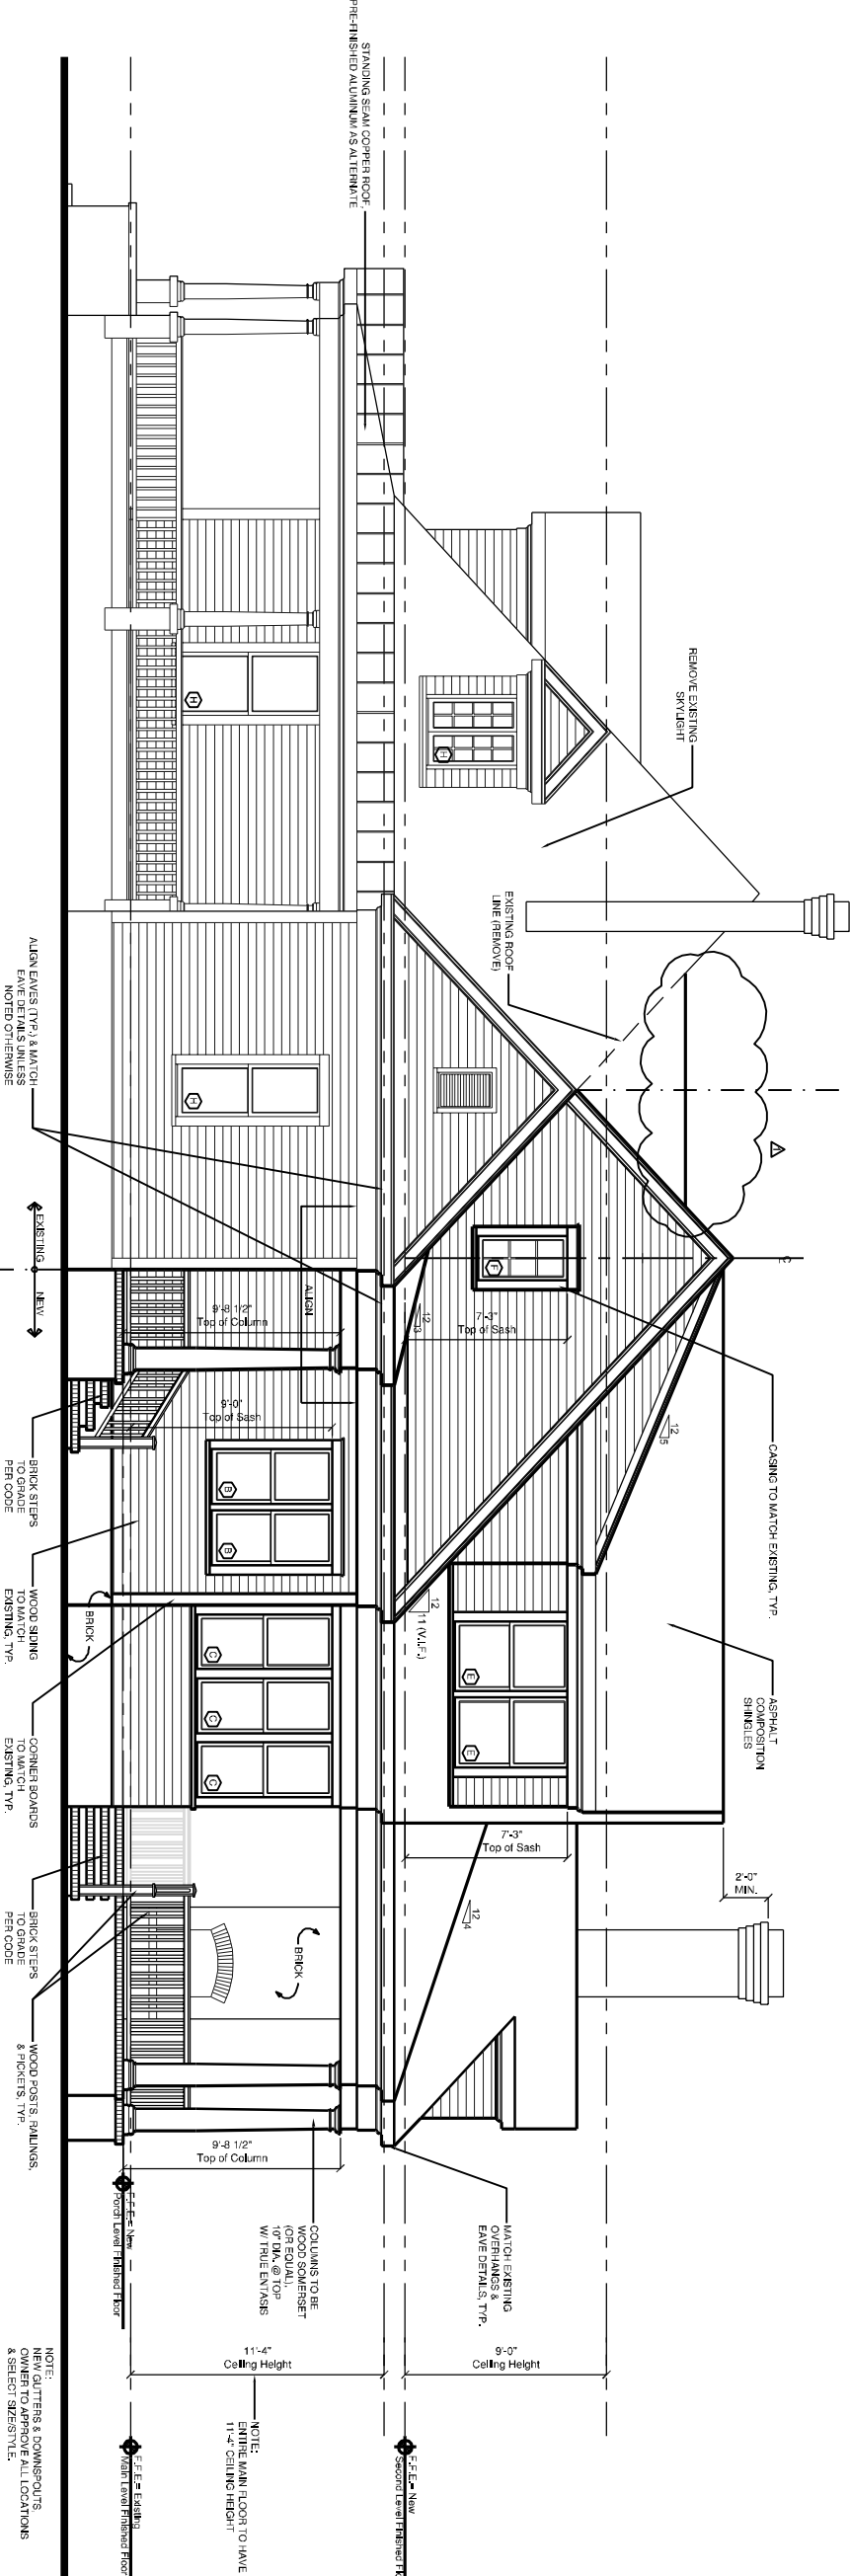 STANDING SEAM COPPER ROOF,
PRE-FINISHED ALUMINUM AS ALTERNATE
REMOVE EXISTING
SKYLIGHT
EXISTING ROOF
LINE (REMOVE)
1
CL
CASING TO MATCH EXISTING, TYP.
ASPHALT
COMPOSITION
SHINGLES
2'-0"
MIN.
H
H
H
F
7'-3"
Top of Sash
12
5
12
3
12
11 (V.I.F.)
E
E
7'-3"
Top of Sash
12
4
MATCH EXISTING
OVERHANGS &
EAVE DETAILS, TYP.
9'-0"
Ceiling Height
F.F.E.= New
ALIGN
9'-8 1/2"
Top of Column
9'-0"
Top of Sash
B
B
C
C
C
BRICK
BRICK
9'-8 1/2"
Top of Column
COLUMNS TO BE
WOOD SOMERSET
(OR EQUAL),
10" DIA. @ TOP
W/ TRUE ENTASIS
11'-4"
Ceiling Height
NOTE:
ENTIRE MAIN FLOOR TO HAVE
11'-4" CEILING HEIGHT
F.F.E.= New
Porch Level Finished Floor
F.F.E.= Existing
Main Level Finished Floor
ALIGN EAVES (TYP.) & MATCH
EAVE DETAILS UNLESS
NOTED OTHERWISE
EXISTING
NEW
BRICK STEPS
TO GRADE
PER CODE
WOOD SIDING
TO MATCH
EXISTING, TYP.
CORNER BOARDS
TO MATCH
EXISTING, TYP.
BRICK STEPS
TO GRADE
PER CODE
WOOD POSTS, RAILINGS,
& PICKETS, TYP.
NOTE:
NEW GUTTERS & DOWNSPOUTS.
OWNER TO APPROVE ALL LOCATIONS
& SELECT SIZE/STYLE.